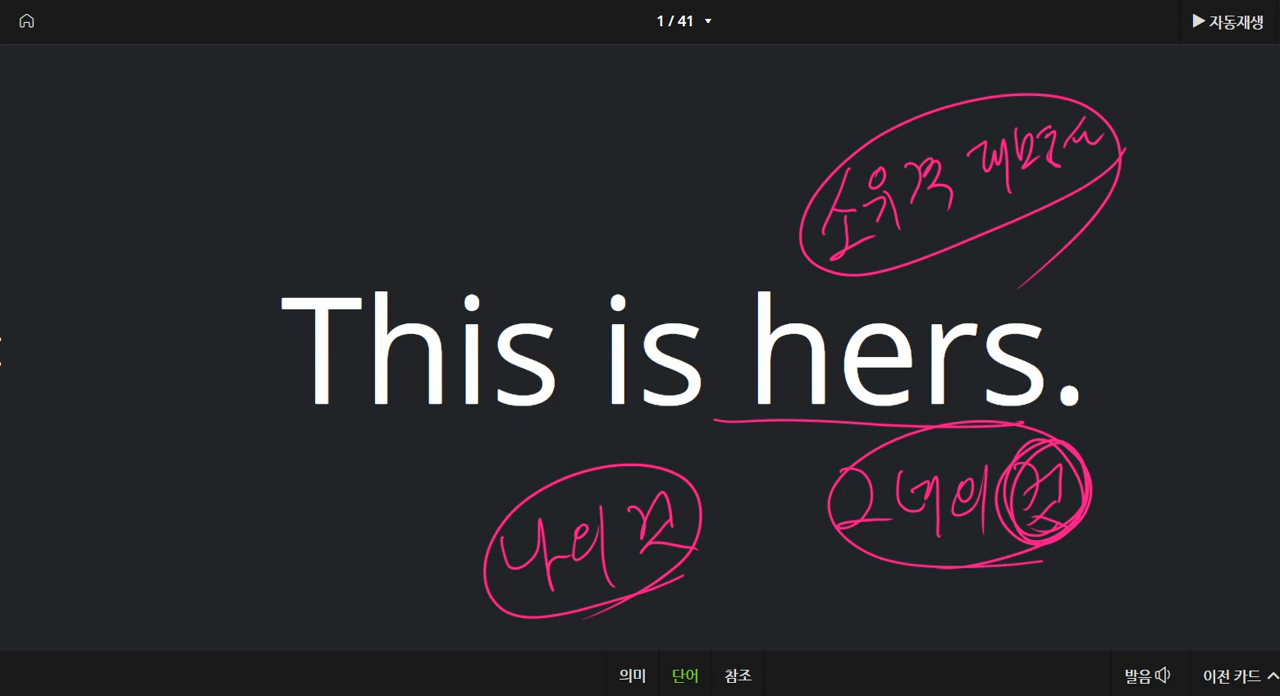 1 / 41
자동재생
소유격 대명사
This is hers.
그녀의 것
나의 것
의미 단어 참조 발음 이전 카드